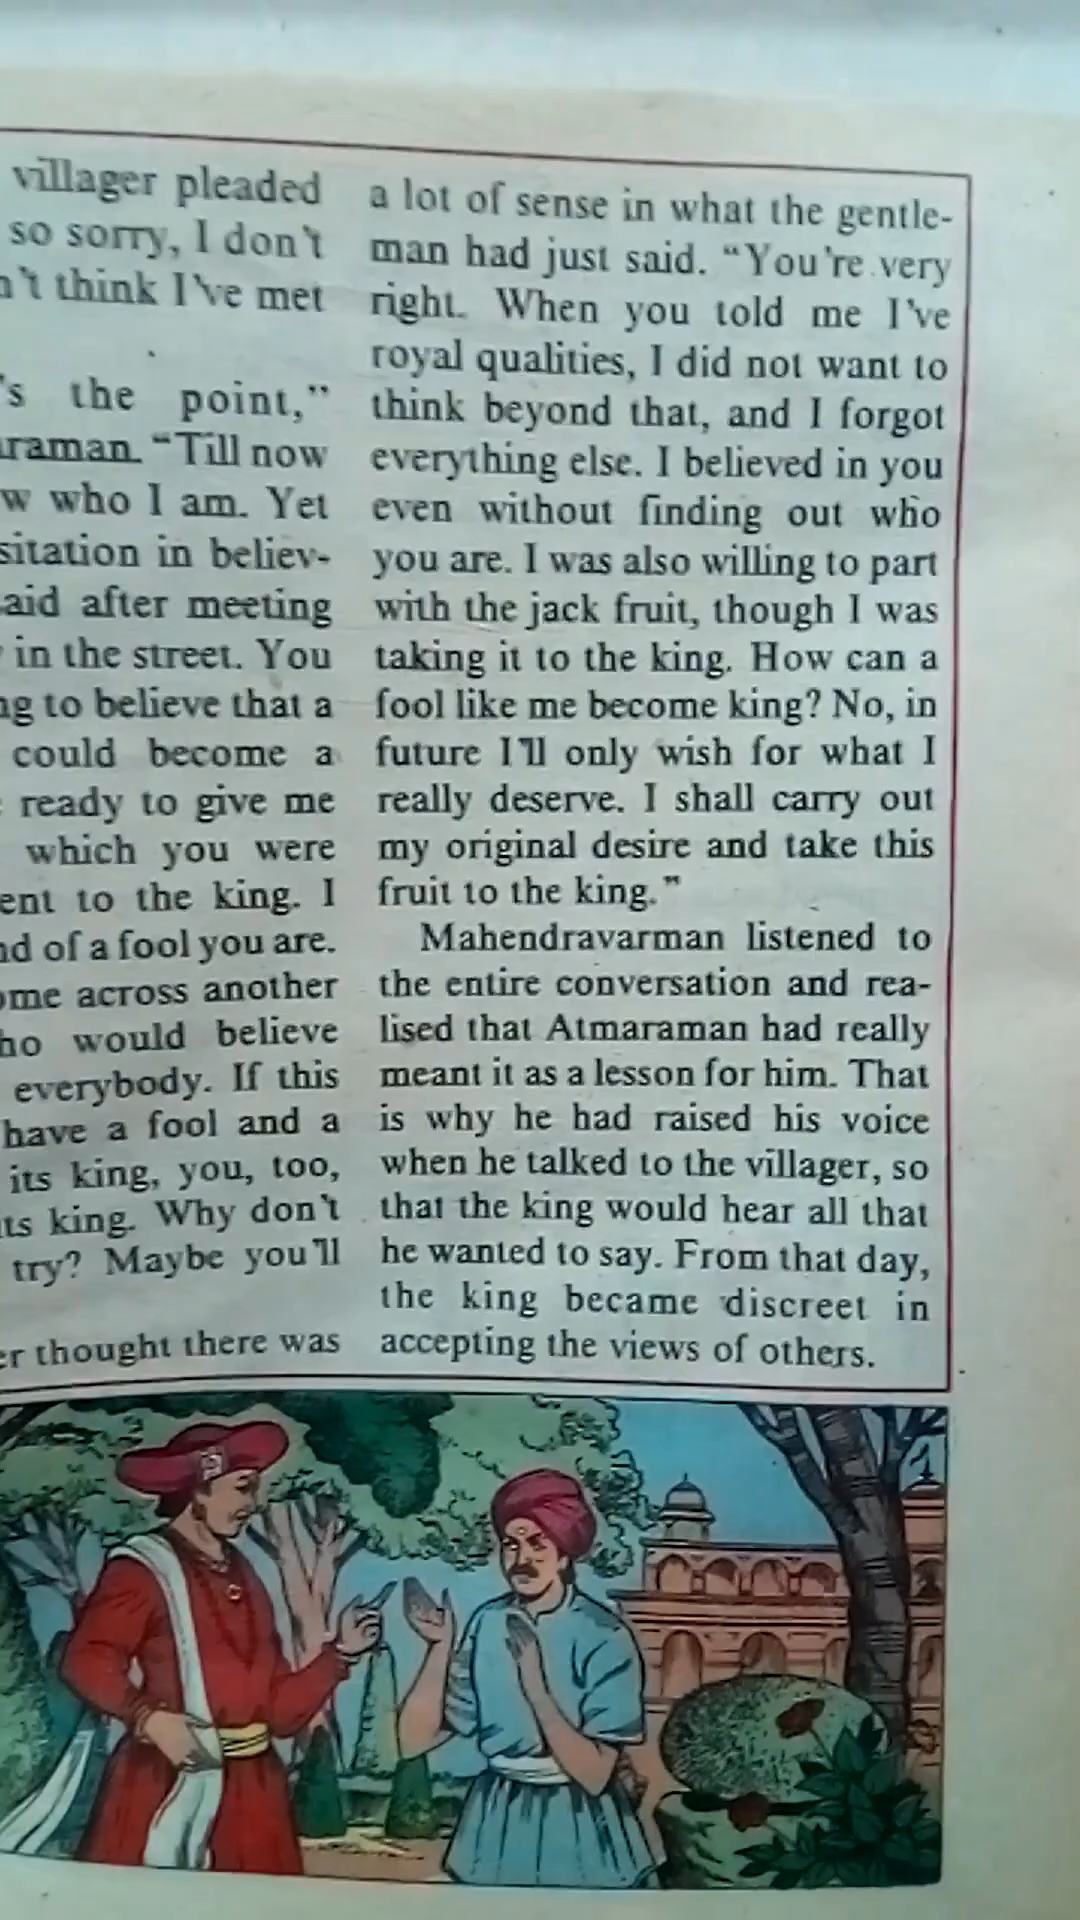 villager pleaded
so sorry, I don't
think I've met
the point,"
"Till now
who I am. Yet
in believ-
after meeting
in the street. You
to believe that a
could become a
ready to give me
which you were
to the king. I
of a fool you are.
across another
would believe
everybody. If this
have a fool and a
its king, you, too,
king. Why don't
try? Maybe you'll
thought there was
a lot of sense in what the gentle-
man had just said. "You're very
right. When you told me I've
royal qualities, I did not want to
think beyond that, and I forgot
everything else. I believed in you
even without finding out who
you are. I was also willing to part
with the jack fruit, though I was
taking it to the king. How can a
fool like me become king? No, in
future I'll only wish for what I
really deserve. I shall carry out
my original desire and take this
fruit to the king."
Mahendravarman listened to
the entire conversation and rea-
lised that Atmaraman had really
meant it as a lesson for him. That
is why he had raised his voice
when he talked to the villager, so
that the king would hear all that
he wanted to say. From that day,
the king became discreet in
accepting the views of others.